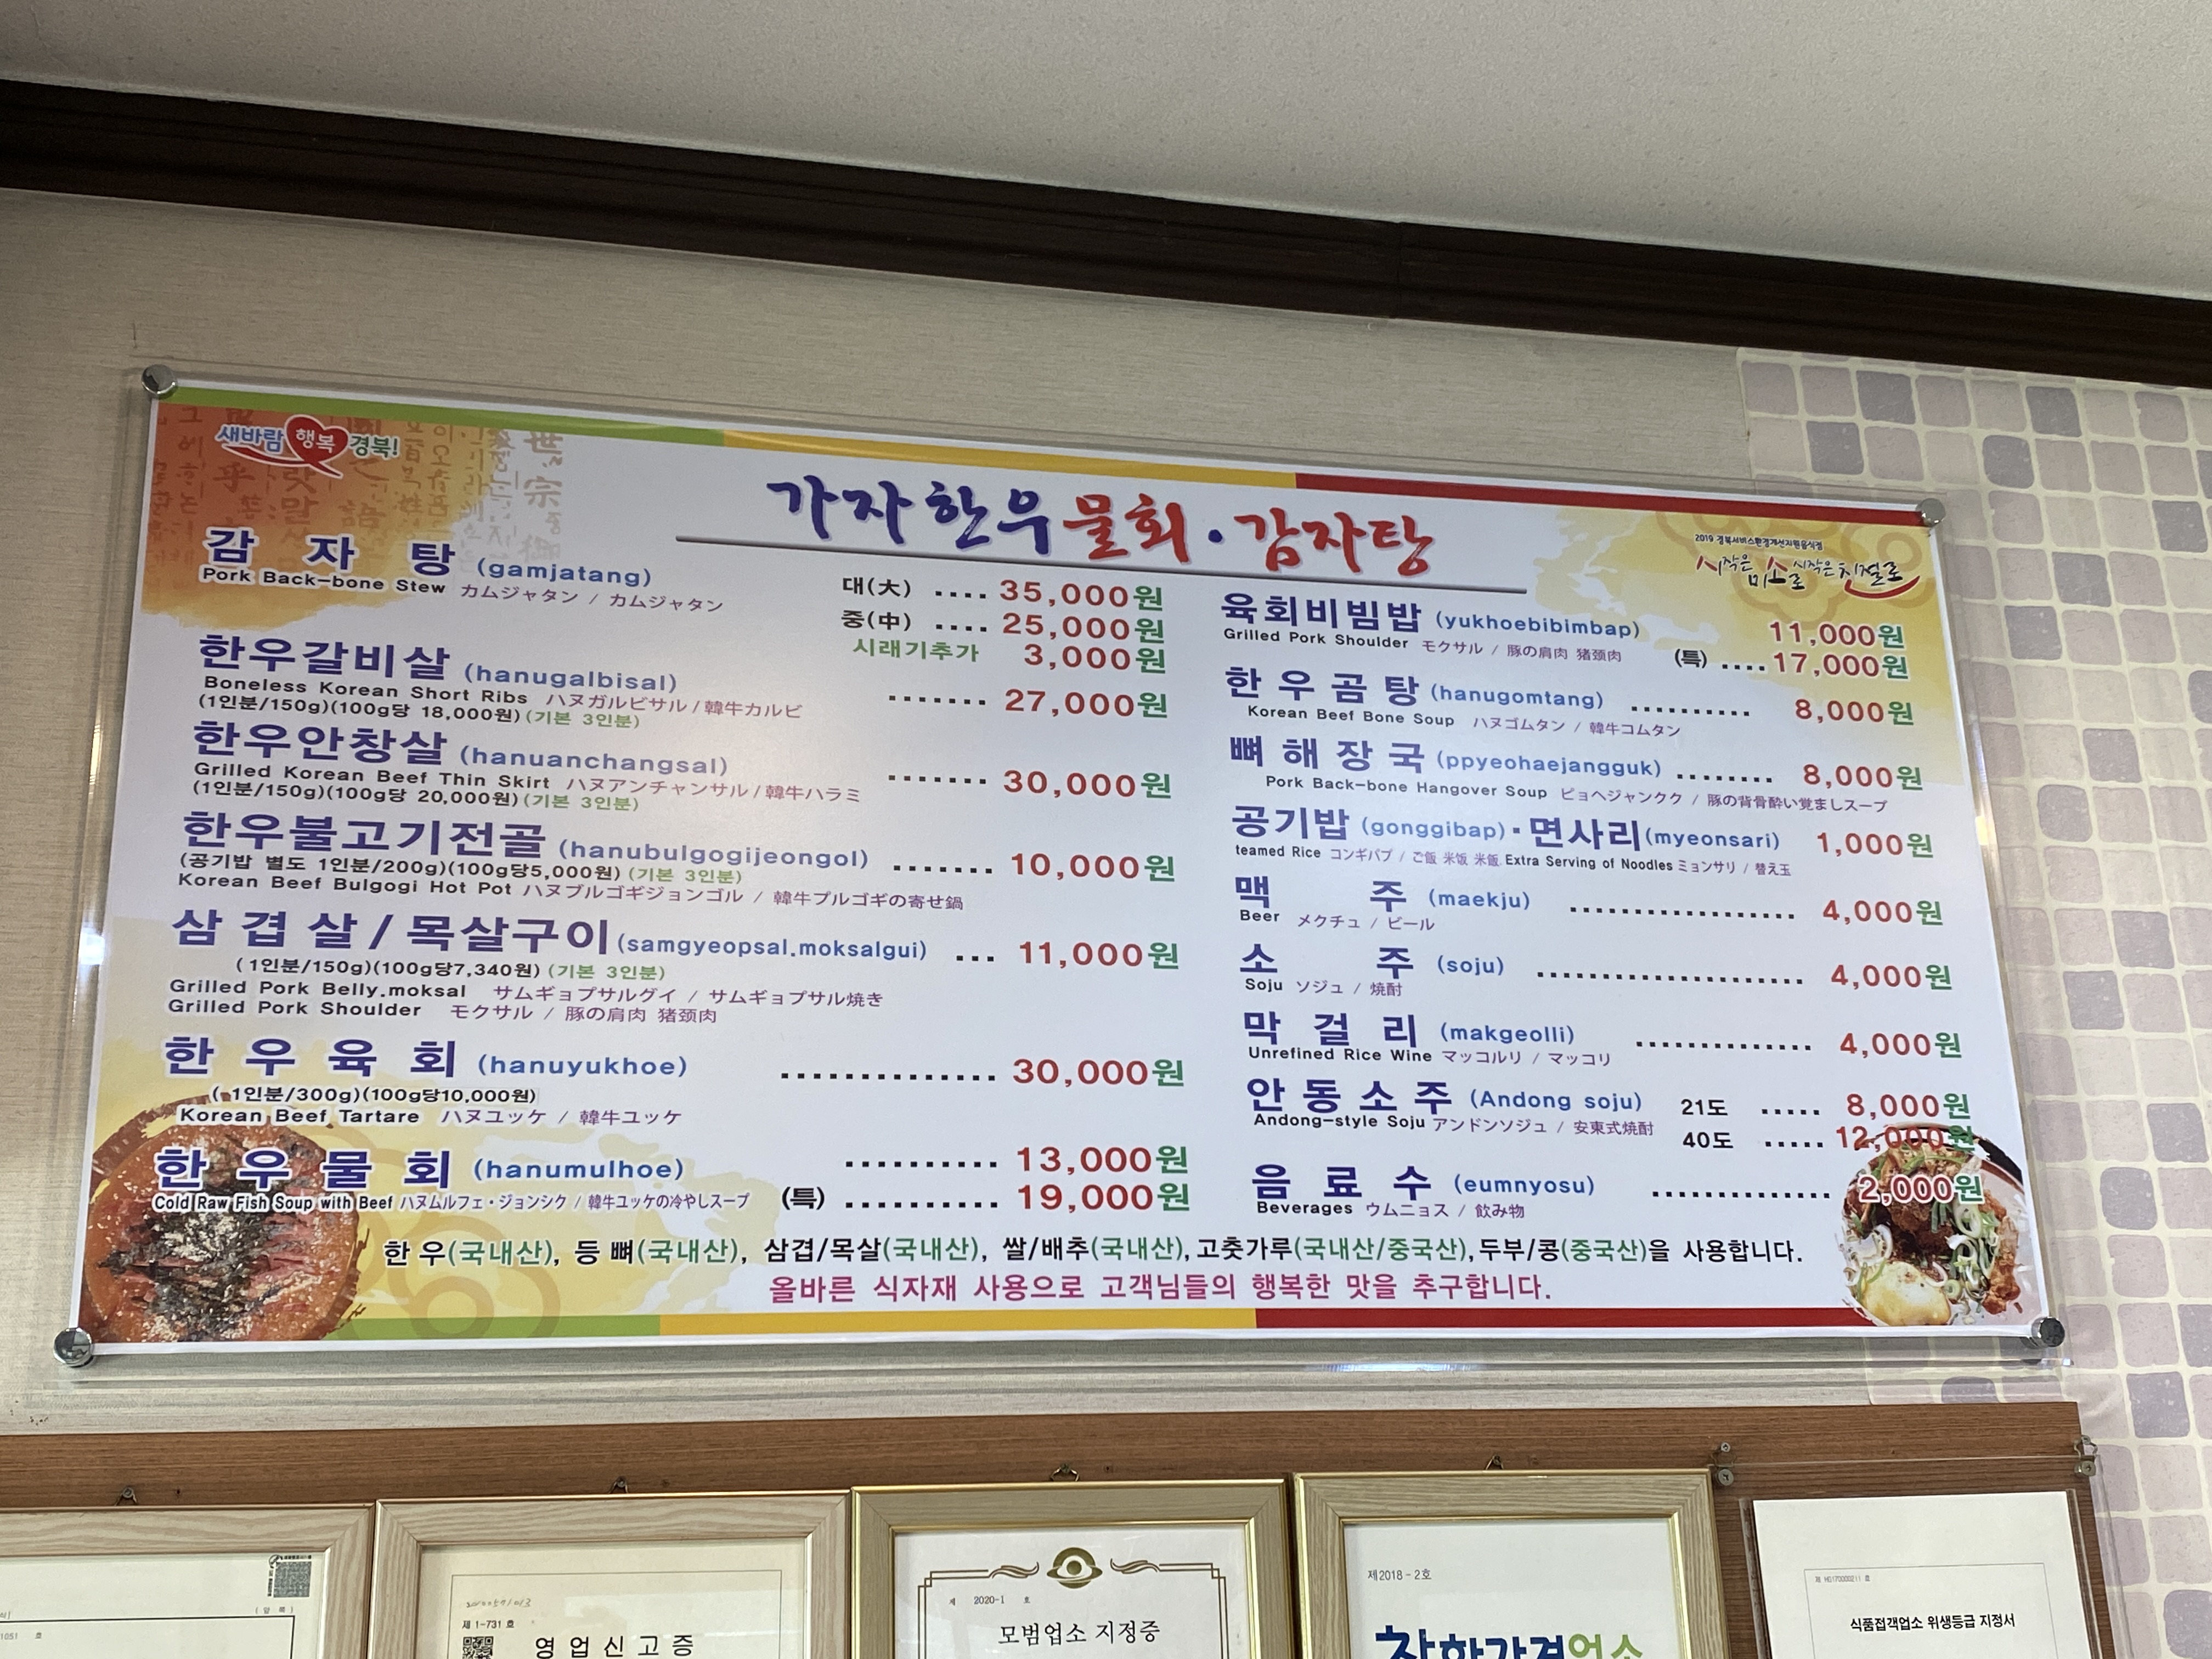 새바람 행복 경북!
가자한우물회·감자탕
2019 경북서비스환경개선지원음식점
시작은 미소로 시작은 친절로
감 자 탕 (gamjatang)
Pork Back-bone Stew カムジャタン / カムジャタン
대(大) .... 35,000원
중(中) .... 25,000원
시래기추가 3,000원
한우갈비살 (hanugalbisal) ....... 27,000원
Boneless Korean Short Ribs ハヌガルビサル / 韓牛カルビ
(1인분/150g)(100g당 18,000원) (기본 3인분)
한우안창살 (hanuanchangsal) ....... 30,000원
Grilled Korean Beef Thin Skirt ハヌアンチャンサル / 韓牛ハラミ
(1인분/150g)(100g당 20,000원) (기본 3인분)
한우불고기전골 (hanubulgogijeongol) ....... 10,000원
(공기밥 별도 1인분/200g)(100g당5,000원) (기본 3인분)
Korean Beef Bulgogi Hot Pot ハヌブルゴギジョンゴル / 韓牛プルゴギの寄せ鍋
삼 겹 살 / 목살구이(samgyeopsal.moksalgui) ... 11,000원
(1인분/150g)(100g당7,340원) (기본 3인분)
Grilled Pork Belly.moksal サムギョプサルグイ / サムギョプサル焼き
Grilled Pork Shoulder モクサル / 豚の肩肉 猪颈肉
한 우 육 회 (hanuyukhoe) .............. 30,000원
( 1인분/300g)(100g당10,000원)
Korean Beef Tartare ハヌユッケ / 韓牛ユッケ
한 우 물 회 (hanumulhoe) .......... 13,000원
Cold Raw Fish Soup with Beef ハヌムルフェ・ジョンシク / 韓牛ユッケの冷やしスープ (특) .......... 19,000원
육회비빔밥 (yukhoebibimbap) 11,000원
Grilled Pork Shoulder モクサル / 豚の肩肉 猪颈肉 (특) .... 17,000원
한 우 곰 탕 (hanugomtang) .......... 8,000원
Korean Beef Bone Soup ハヌゴムタン / 韓牛コムタン
뼈 해 장 국 (ppyeohaejangguk) ........ 8,000원
Pork Back-bone Hangover Soup ピョヘジャンクク / 豚の背骨酔い覚ましスープ
공기밥 (gonggibap)·면사리(myeonsari) 1,000원
teamed Rice コンギバブ / ご飯 米饭 米飯 Extra Serving of Noodles ミョンサリ / 替え玉
맥 주 (maekju) .................. 4,000원
Beer メクチュ / ビール
소 주 (soju) ..................... 4,000원
Soju ソジュ / 焼酎
막 걸 리 (makgeolli) .............. 4,000원
Unrefined Rice Wine マッコルリ / マッコリ
안 동 소 주 (Andong soju) 21도 ..... 8,000원
Andong-style Soju アンドンソジュ / 安東式焼酎 40도 ..... 12,000원
음 료 수 (eumnyosu) .............. 2,000원
Beverages ウムニョス / 飲み物
한 우(국내산), 등 뼈(국내산), 삼겹/목살(국내산), 쌀/배추(국내산), 고춧가루(국내산/중국산), 두부/콩(중국산)을 사용합니다.
올바른 식자재 사용으로 고객님들의 행복한 맛을 추구합니다.
제 1-731 호
영 업 신 고 증
제 2020-1 호
모범업소 지정증
제2018-2호
착한가격업소
식품접객업소 위생등급 지정서